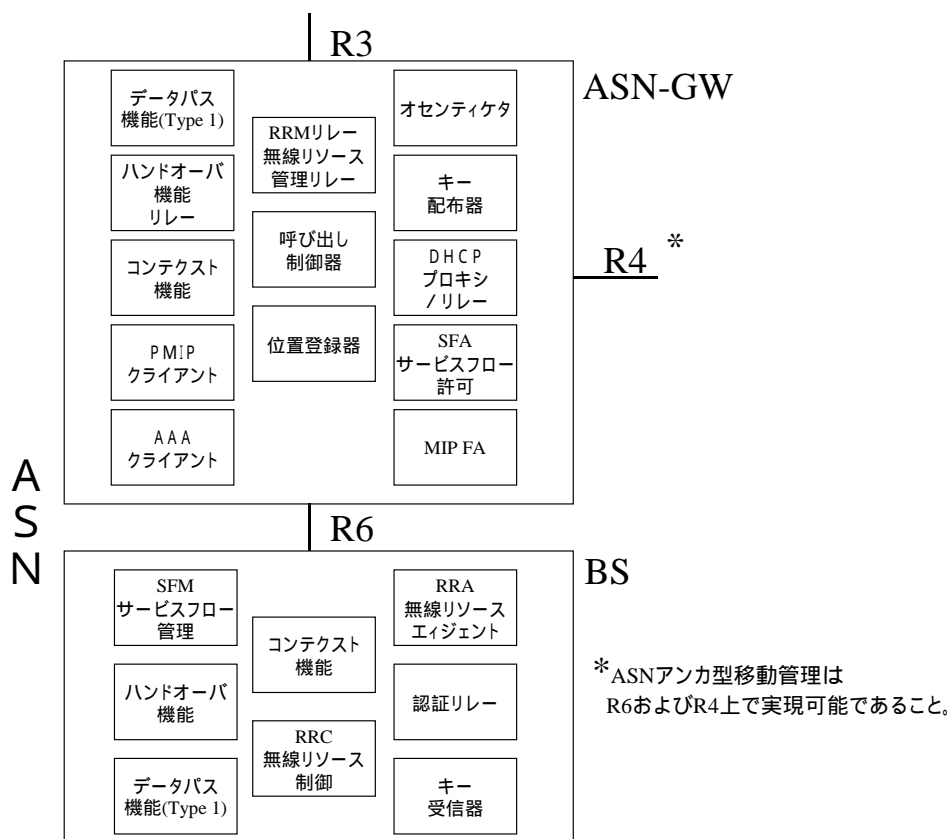 R3
ASN-GW
データパス
機能(Type 1)
RRMリレー
無線リソース
管理リレー
オセンティケタ
ハンドオーバ
機能
リレー
キー
配布器
呼び出し
制御器
コンテクスト
機能
DHCP
プロキシ
/リレー
R4 *
位置登録器
PMIP
クライアント
SFA
サービスフロー
許可
AAA
クライアント
MIP FA
A
S
N
R6
BS
SFM
サービスフロー
管理
コンテクスト
機能
RRA
無線リソース
エィジェント
ハンドオーバ
機能
認証リレー
RRC
無線リソース
制御
データパス
機能(Type 1)
キー
受信器
*ASNアンカ型移動管理は
R6およびR4上で実現可能であること。